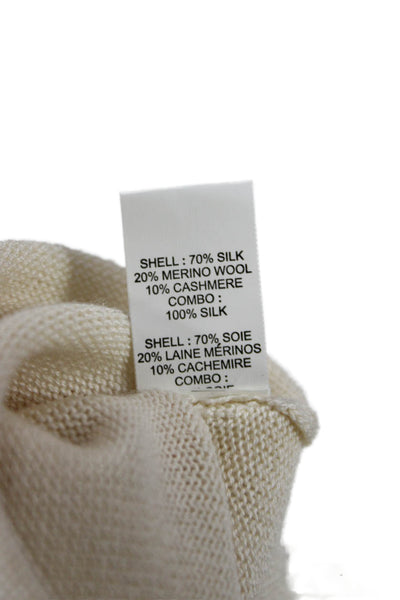 SHELL : 70% SILK
20% MERINO WOOL
10% CASHMERE
COMBO :
100% SILK
SHELL : 70% SOIE
20% LAINE MÉRINOS
10% CACHEMIRE
COMBO :
SOIE